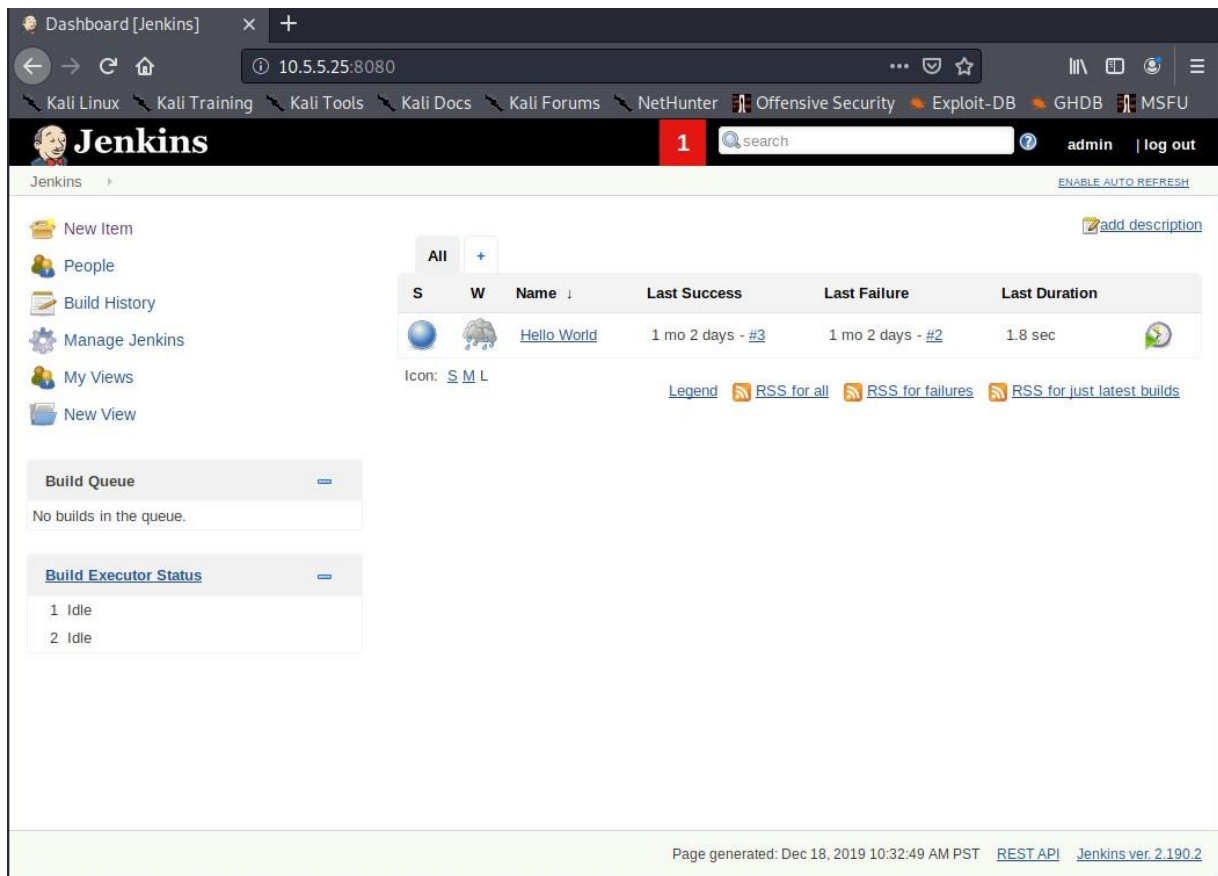 Dashboard [Jenkins]
10.5.5.25:8080
Kali Linux Kali Training Kali Tools Kali Docs Kali Forums NetHunter Offensive Security Exploit-DB GHDB MSFU
Jenkins 1 search admin | log out
Jenkins ENABLE AUTO REFRESH
New Item
People
Build History
Manage Jenkins
My Views
New View
Build Queue
No builds in the queue.
Build Executor Status
1 Idle
2 Idle
add description
All +
S W Name ↓ Last Success Last Failure Last Duration
Hello World 1 mo 2 days - #3 1 mo 2 days - #2 1.8 sec
Icon: S M L
Legend RSS for all RSS for failures RSS for just latest builds
Page generated: Dec 18, 2019 10:32:49 AM PST REST API Jenkins ver. 2.190.2